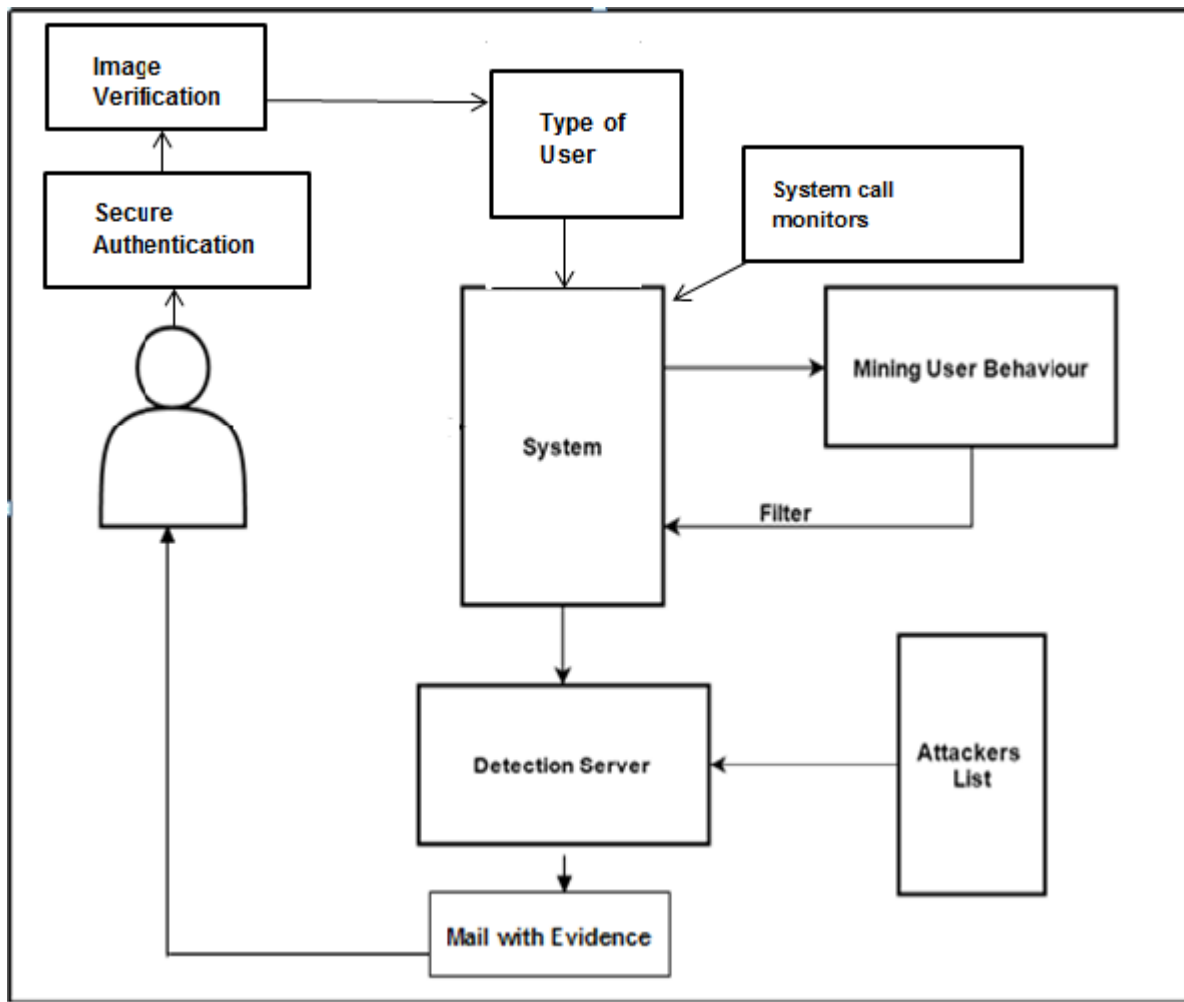 Image
Verification
Type of
User
System call
monitors
Secure
Authentication
Mining User Behaviour
System
Filter
Detection Server
Attackers
List
Mail with Evidence